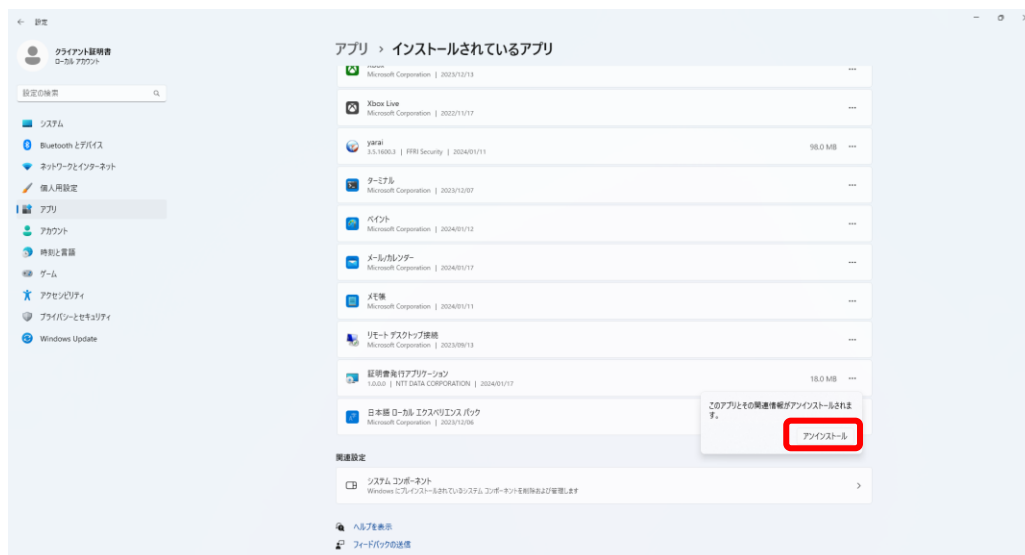 設定
クライアント証明書
ローカル アカウント
設定の検索
システム
Bluetooth とデバイス
ネットワークとインターネット
個人用設定
アプリ
アカウント
時刻と言語
ゲーム
アクセシビリティ
プライバシーとセキュリティ
Windows Update
アプリ › インストールされているアプリ
Microsoft Corporation | 2023/12/13
Xbox Live
Microsoft Corporation | 2022/11/17
yarai
3.5.1600.3 | FFRI Security | 2024/01/11
98.0 MB
ターミナル
Microsoft Corporation | 2023/12/07
ペイント
Microsoft Corporation | 2024/01/12
メール/カレンダー
Microsoft Corporation | 2024/01/17
メモ帳
Microsoft Corporation | 2024/01/11
リモート デスクトップ接続
Microsoft Corporation | 2023/09/13
証明書発行アプリケーション
1.0.0.0 | NTT DATA CORPORATION | 2024/01/17
18.0 MB
日本語 ローカル エクスペリエンス パック
Microsoft Corporation | 2023/12/06
このアプリとその関連情報がアンインストールされま
す。
アンインストール
関連設定
システム コンポーネント
Windows にプレインストールされているシステム コンポーネントを削除および管理します
ヘルプを表示
フィードバックの送信